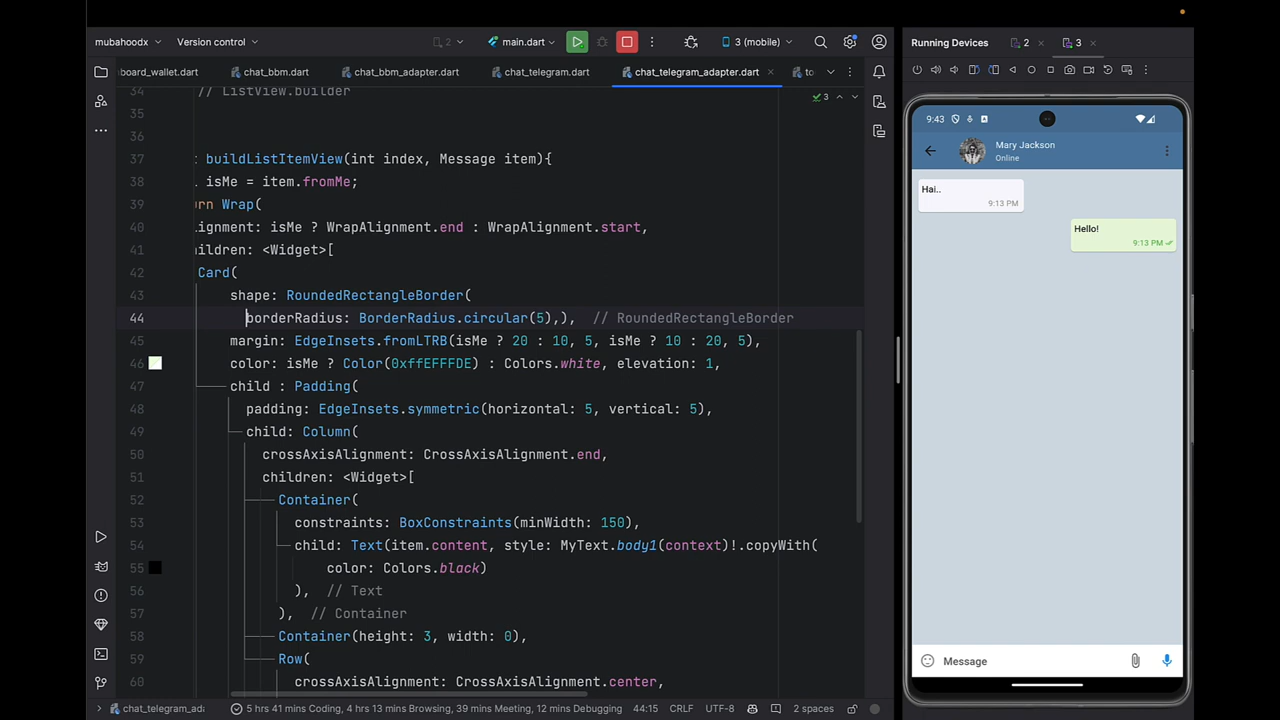 mubahoodx
Version control
2
main.dart
3 (mobile)
Running Devices
2
3
board_wallet.dart
chat_bbm.dart
chat_bbm_adapter.dart
chat_telegram.dart
chat_telegram_adapter.dart
to
3
34 // ListView.builder
35
36
37 buildListItemView(int index, Message item){
38 isMe = item.fromMe;
39 urn Wrap(
40 ignment: isMe ? WrapAlignment.end : WrapAlignment.start,
41 ildren: <Widget>[
42 Card(
43 shape: RoundedRectangleBorder(
44 borderRadius: BorderRadius.circular(5),), // RoundedRectangleBorder
45 margin: EdgeInsets.fromLTRB(isMe ? 20 : 10, 5, isMe ? 10 : 20, 5),
46 color: isMe ? Color(0xffEFFFDE) : Colors.white, elevation: 1,
47 child : Padding(
48 padding: EdgeInsets.symmetric(horizontal: 5, vertical: 5),
49 child: Column(
50 crossAxisAlignment: CrossAxisAlignment.end,
51 children: <Widget>[
52 Container(
53 constraints: BoxConstraints(minWidth: 150),
54 child: Text(item.content, style: MyText.body1(context)!.copyWith(
55 color: Colors.black)
56 ), // Text
57 ), // Container
58 Container(height: 3, width: 0),
59 Row(
60 crossAxisAlignment: CrossAxisAlignment.center,
9:43
Mary Jackson
Online
Hai..
9:13 PM
Hello!
9:13 PM
Message
chat_telegram_ada
5 hrs 41 mins Coding, 4 hrs 13 mins Browsing, 39 mins Meeting, 12 mins Debugging
44:15
CRLF
UTF-8
2 spaces